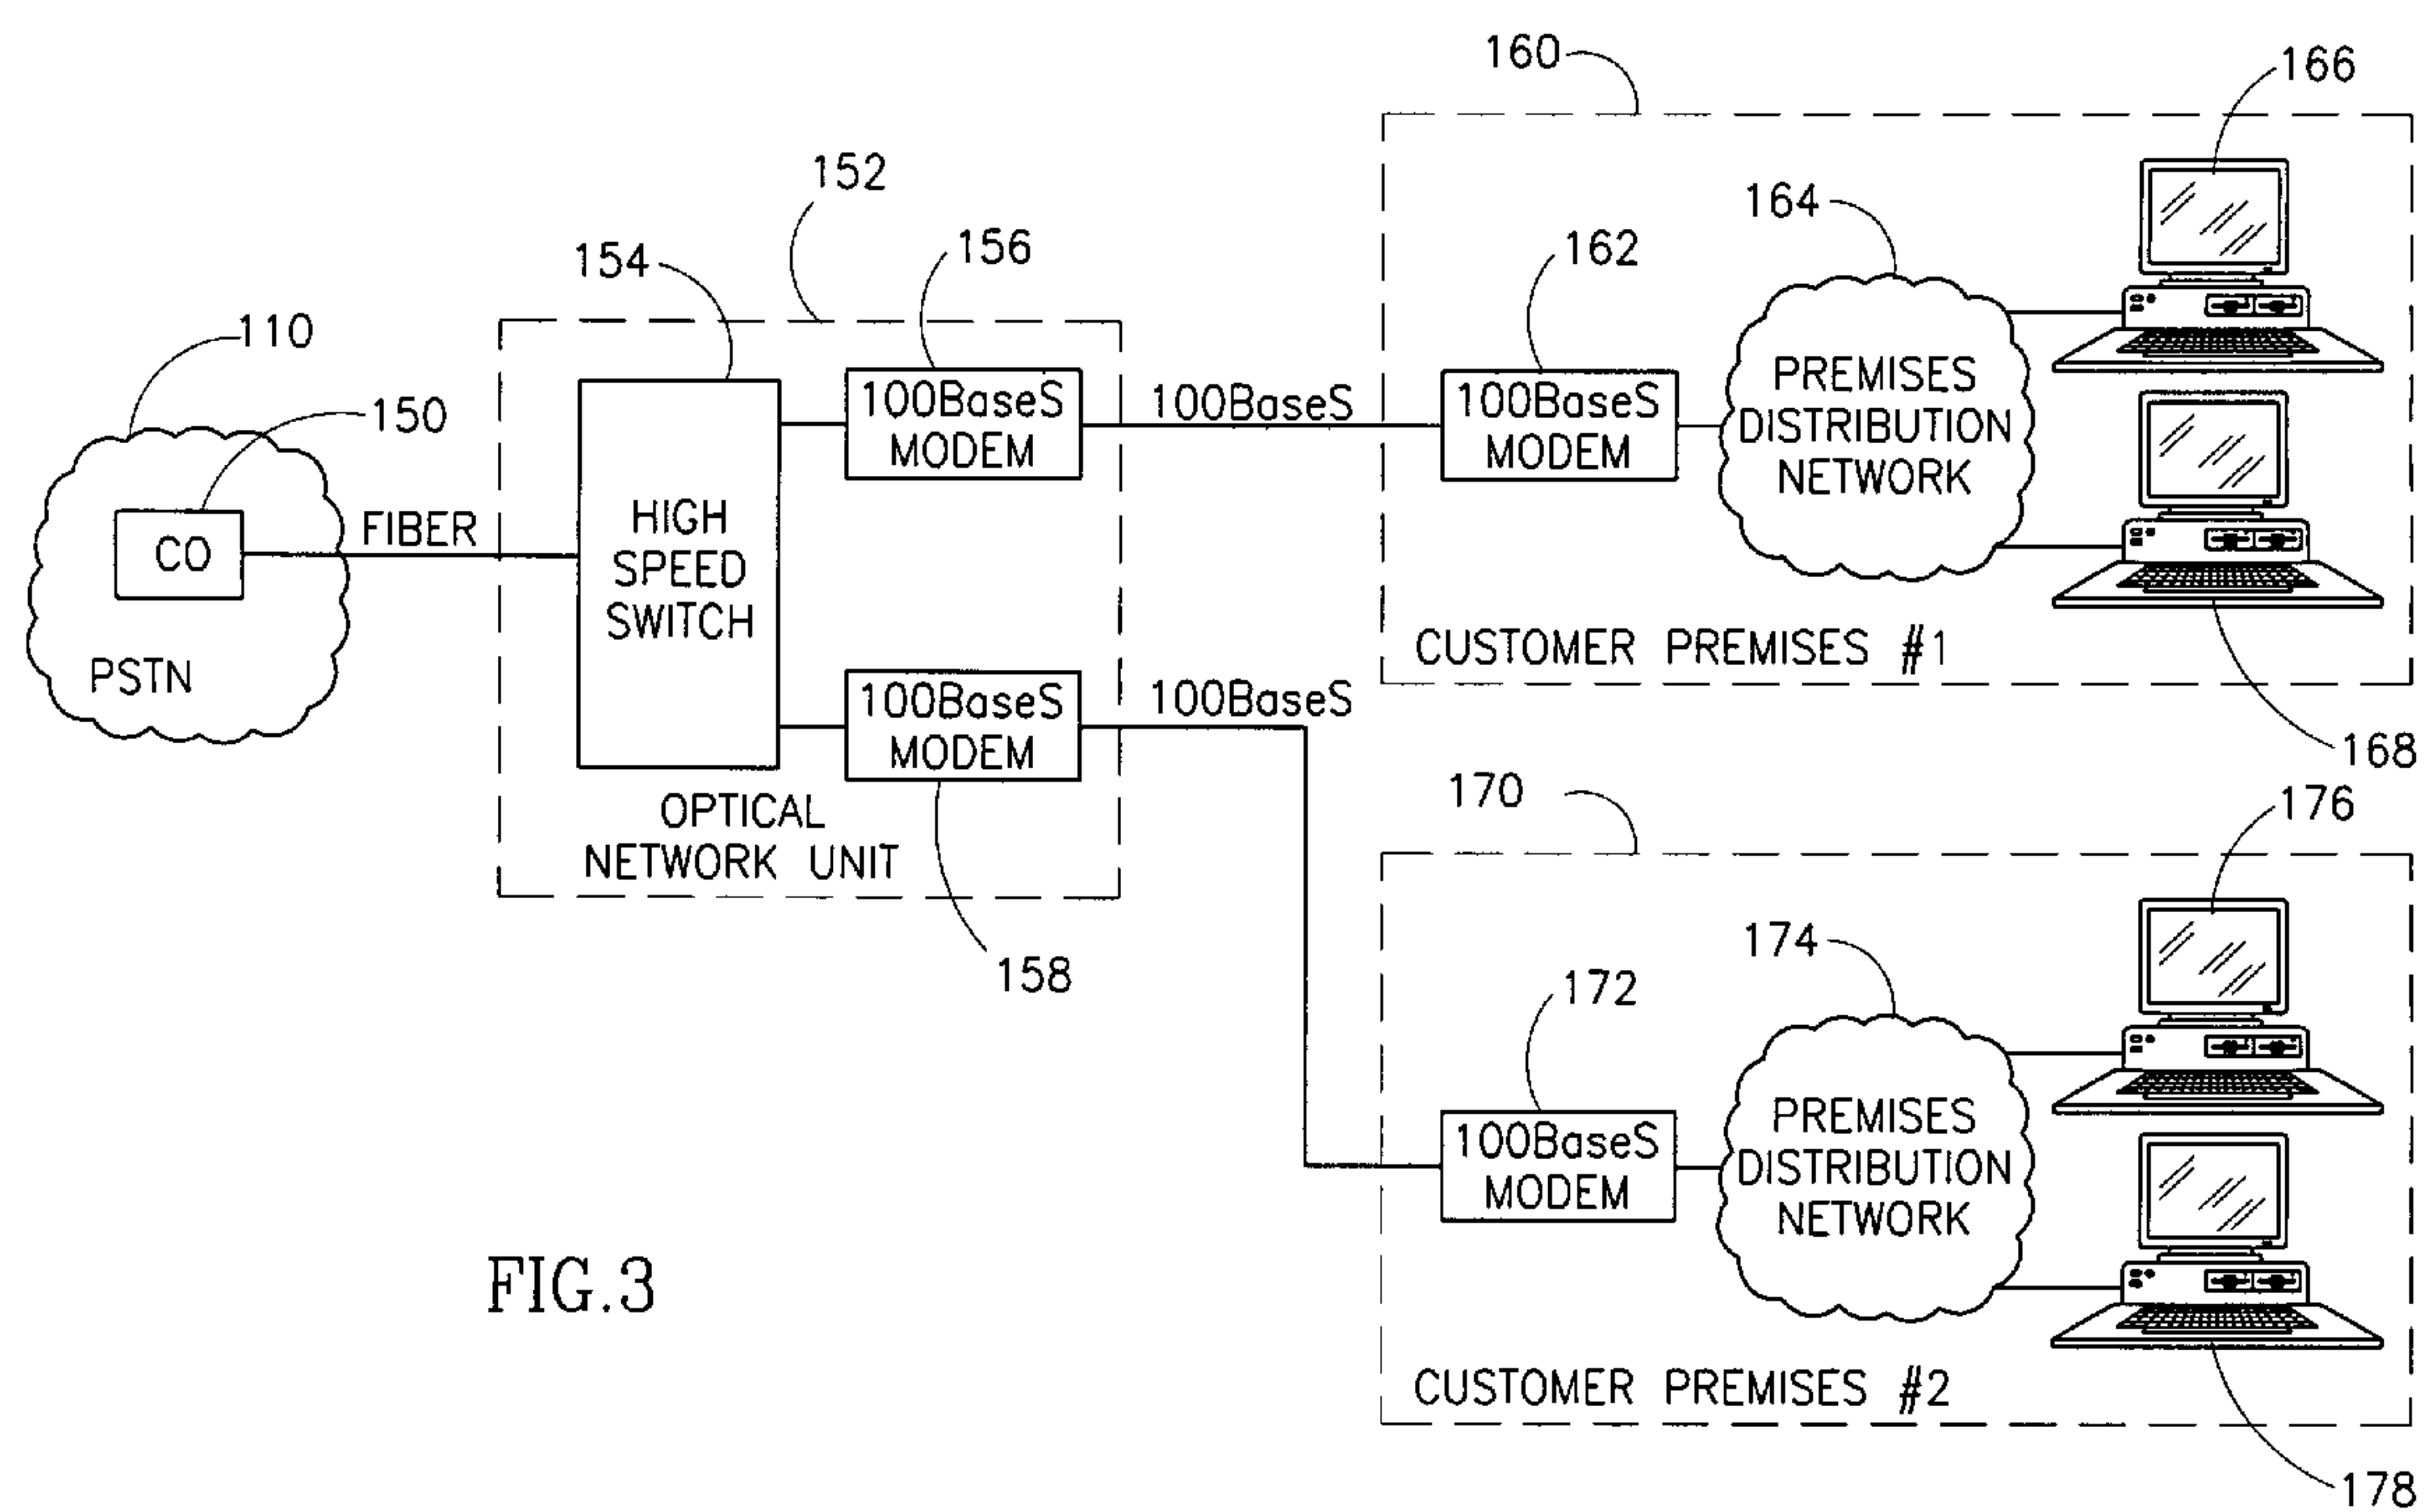 160
166
152
164
154
156
162
110
150
100BaseS
MODEM
100BaseS
100BaseS
MODEM
PREMISES
DISTRIBUTION
NETWORK
CO
FIBER
HIGH
SPEED
SWITCH
PSTN
CUSTOMER PREMISES #1
100BaseS
MODEM
100BaseS
168
OPTICAL
NETWORK UNIT
170
176
158
172
174
100BaseS
MODEM
PREMISES
DISTRIBUTION
NETWORK
FIG.3
CUSTOMER PREMISES #2
178